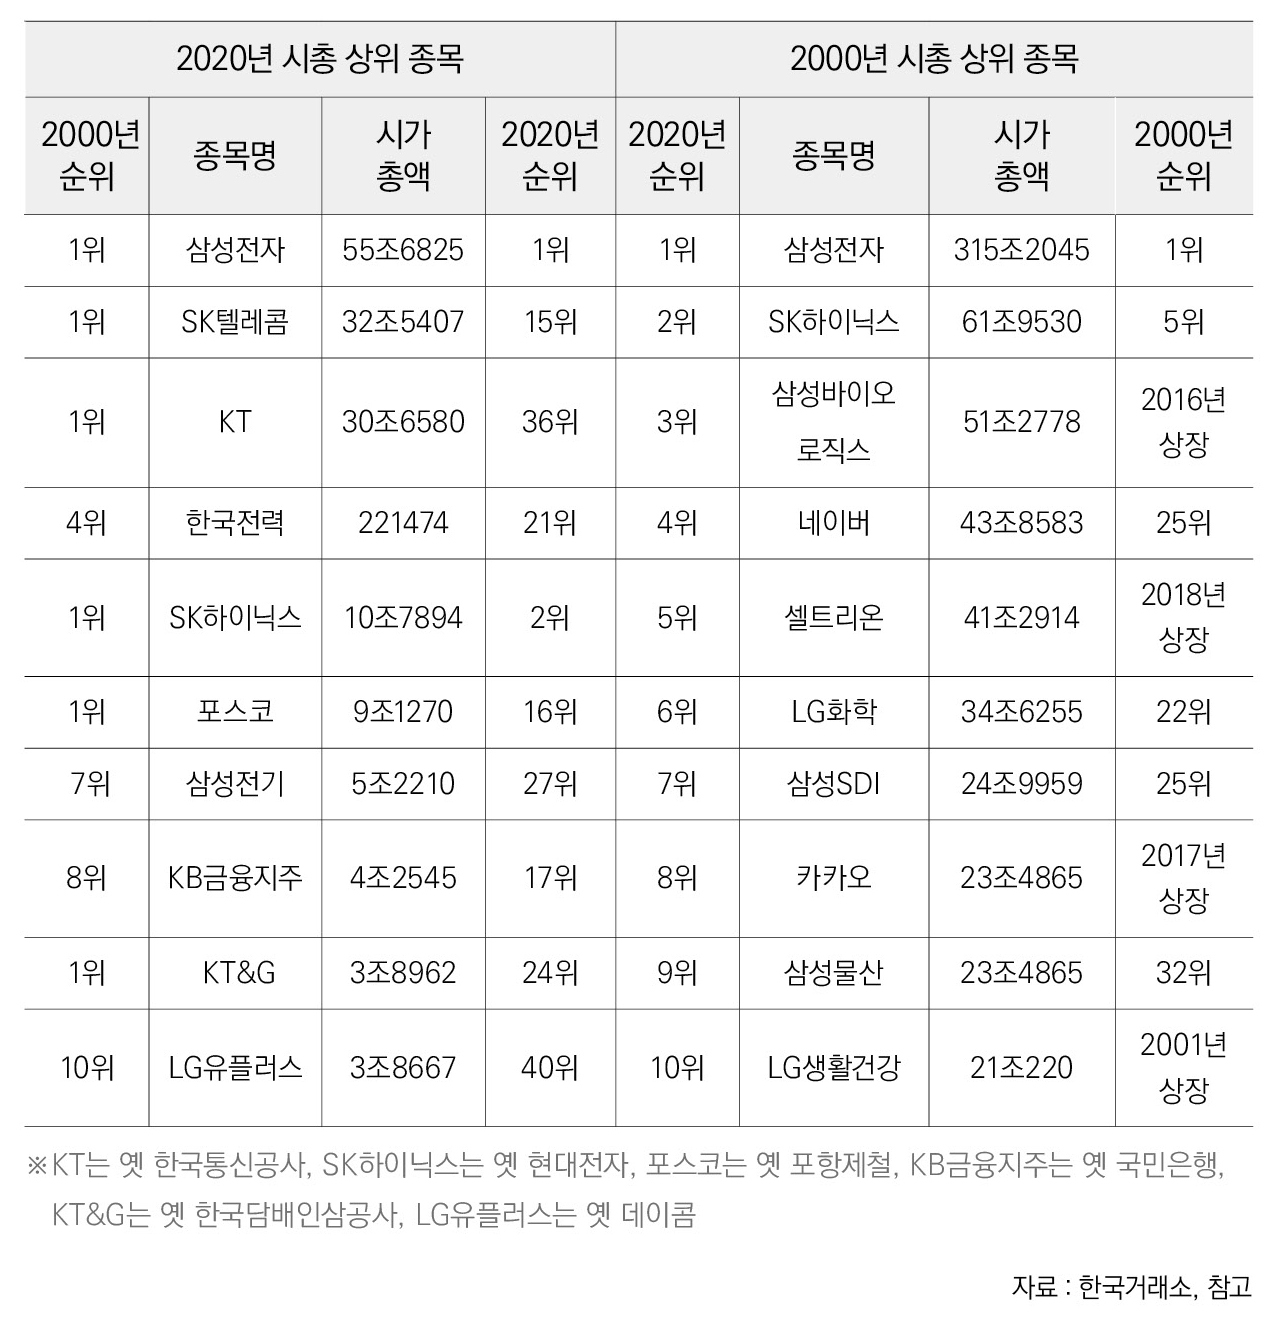 2020년 시총 상위 종목 2000년 시총 상위 종목
2000년 순위 종목명 시가 총액 2020년 순위 2020년 순위 종목명 시가 총액 2000년 순위
1위 삼성전자 55조6825 1위 1위 삼성전자 315조2045 1위
1위 SK텔레콤 32조5407 15위 2위 SK하이닉스 61조9530 5위
1위 KT 30조6580 36위 3위 삼성바이오 로직스 51조2778 2016년 상장
4위 한국전력 221474 21위 4위 네이버 43조8583 25위
1위 SK하이닉스 10조7894 2위 5위 셀트리온 41조2914 2018년 상장
1위 포스코 9조1270 16위 6위 LG화학 34조6255 22위
7위 삼성전기 5조2210 27위 7위 삼성SDI 24조9959 25위
8위 KB금융지주 4조2545 17위 8위 카카오 23조4865 2017년 상장
1위 KT&G 3조8962 24위 9위 삼성물산 23조4865 32위
10위 LG유플러스 3조8667 40위 10위 LG생활건강 21조220 2001년 상장
※KT는 옛 한국통신공사, SK하이닉스는 옛 현대전자, 포스코는 옛 포항제철, KB금융지주는 옛 국민은행,
KT&G는 옛 한국담배인삼공사, LG유플러스는 옛 데이콤
자료 : 한국거래소, 참고